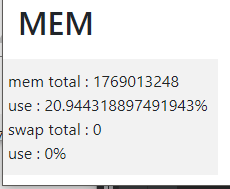 MEM
mem total : 1769013248
use : 20.944318897491943%
swap total : 0
use : 0%